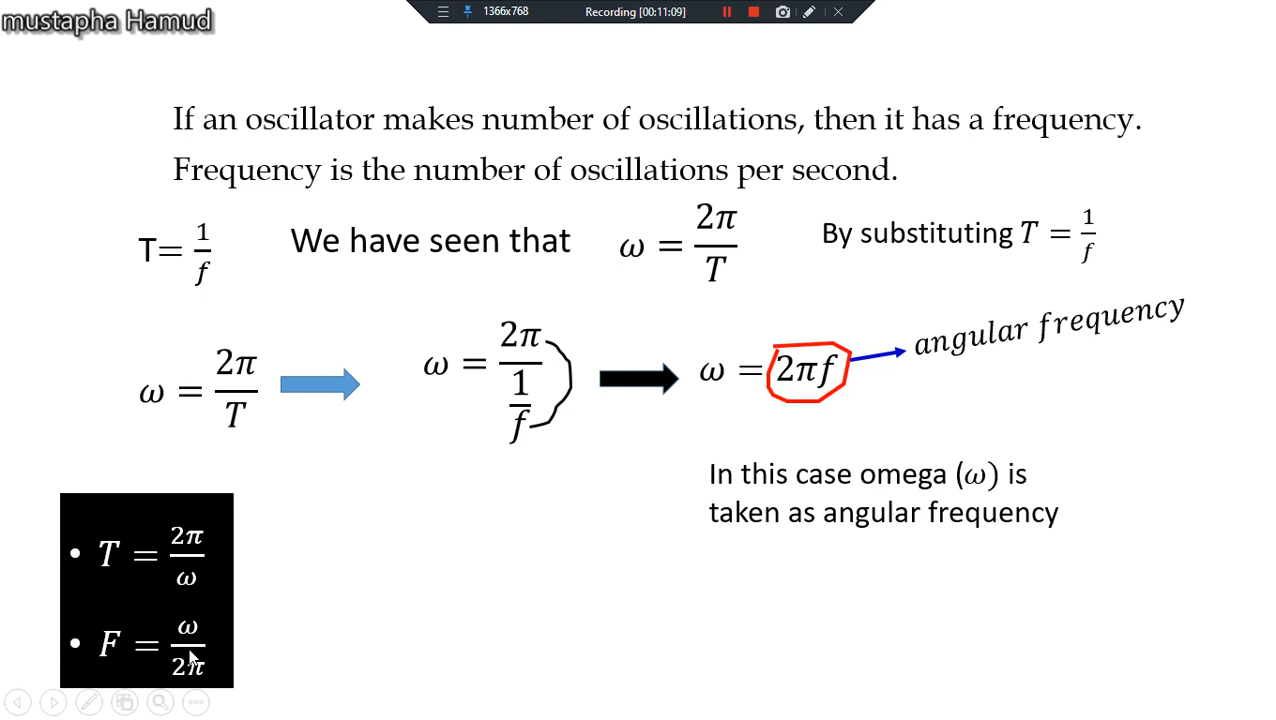 mustapha Hamud
1366x768
Recording [00:11:09]
If an oscillator makes number of oscillations, then it has a frequency.
Frequency is the number of oscillations per second.
T= 1/f
We have seen that
ω = 2π/T
By substituting T = 1/f
ω = 2π/T
ω = 2π/(1/f)
ω = 2πf
angular frequency
In this case omega (ω) is
taken as angular frequency
• T = 2π/ω
• F = ω/2π